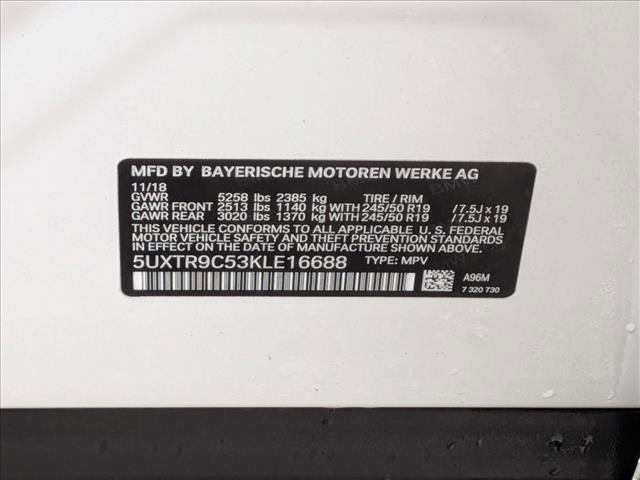 MFD BY BAYERISCHE MOTOREN WERKE AG
11/18
GVWR 5258 lbs 2385 kg TIRE / RIM
GAWR FRONT 2513 lbs 1140 kg WITH 245/50 R19 /7.5J x 19
GAWR REAR 3020 lbs 1370 kg WITH 245/50 R19 /7.5J x 19
THIS VEHICLE CONFORMS TO ALL APPLICABLE U. S. FEDERAL
MOTOR VEHICLE SAFETY, BUMPER, AND THEFT PREVENTION
STANDARDS IN EFFECT ON THE DATE OF MANUFACTURE SHOWN ABOVE.
5UXTR9C53KLE16688 TYPE: MPV
A96M
7 320 730